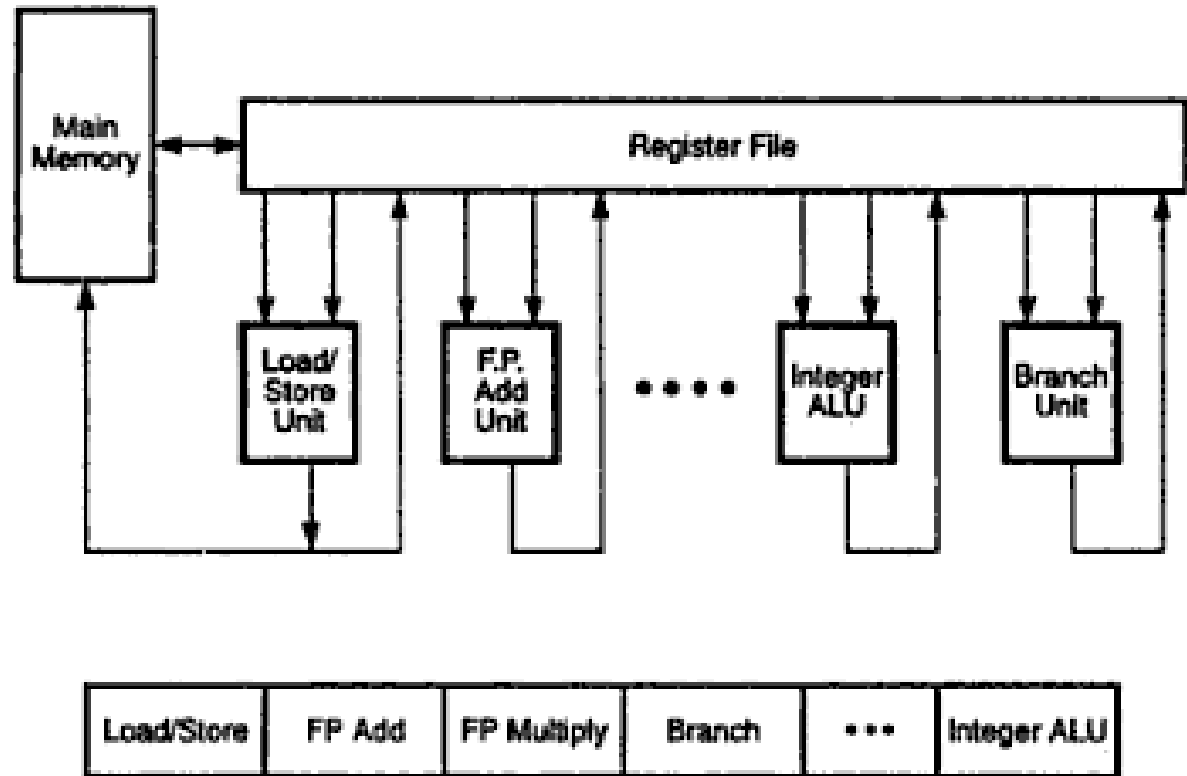 Main
Memory
Register File
Load/
Store
Unit
F.P.
Add
Unit
• • • •
Integer
ALU
Branch
Unit
Load/Store
FP Add
FP Multiply
Branch
•••
Integer ALU